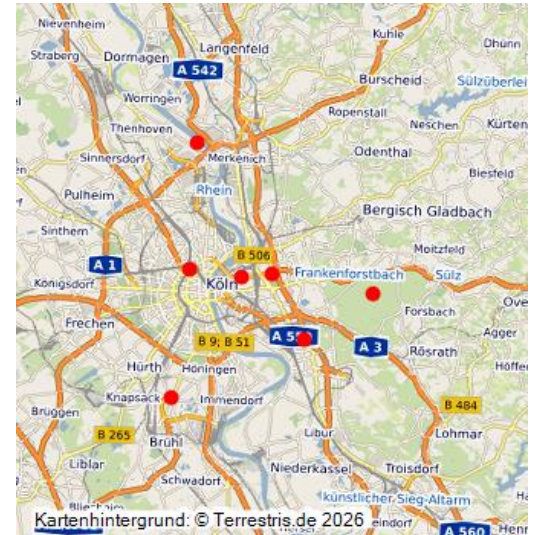 Nievenheim
Kuhle
Straberg
Dormagen
Langenfeld
Dhünn
A 542
Burscheid
Sülzüberlei
Worringen
Ropenstall
Thenhoven
Neschen
Kürten
Sinnersdorf
Merkenich
Odenthal
Biesfeld
Pulheim
Rhein
Bergisch Gladbach
Sinthern
Moitzfeld
B 506
A 1
Frankenforstbach
Sülz
Königsdorf
Köln
Forsbach
Ove
Frechen
Agger
B 9; B 51
A 3
Rösrath
Hürth
Höningen
Höffe
Knapsack
Immendorf
Brüggen
B 484
B 265
Brühl
Libur
Lohmar
Liblar
Niederkassel
Troisdorf
Schwadorf
künstlicher Sieg-Altarm
Kartenhintergrund: © Terrestris.de 2026
eindorf
A 560
Hen